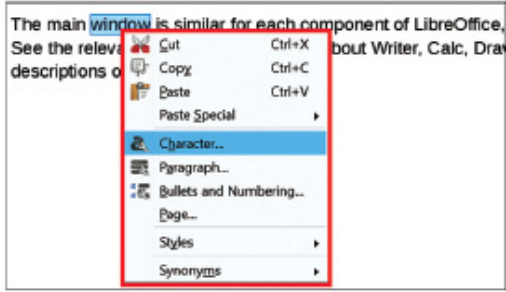 The main window is similar for each component of LibreOffice,
See the releva bout Writer, Calc, Drav
descriptions o
Cut Ctrl+X
Copy Ctrl+C
Paste Ctrl+V
Paste Special
Character...
Paragraph...
Bullets and Numbering...
Page...
Styles
Synonyms